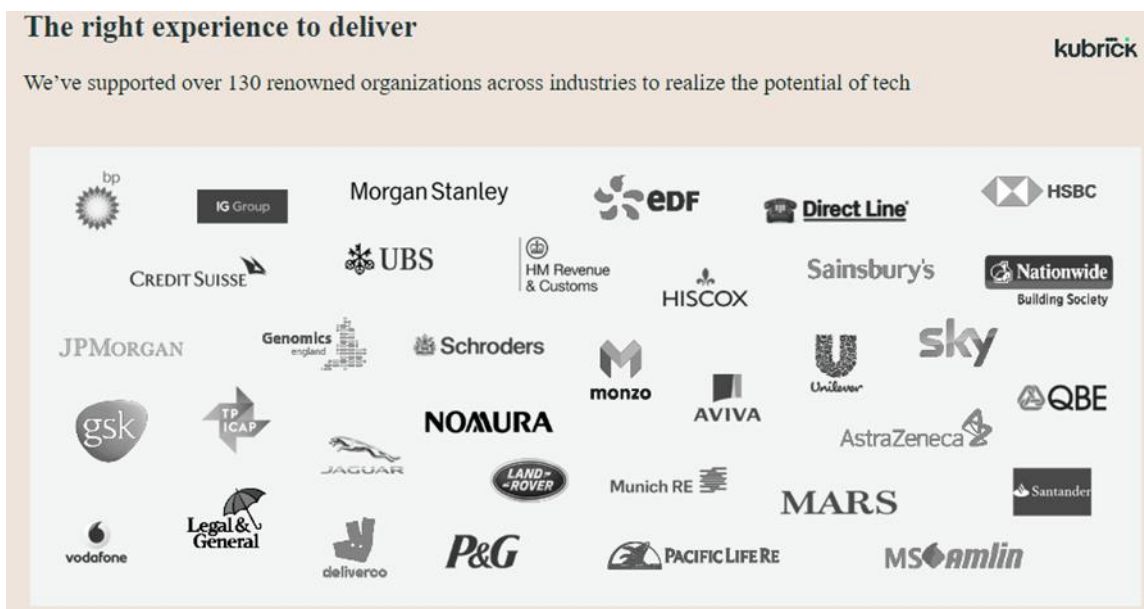 The right experience to deliver
kubrick
We've supported over 130 renowned organizations across industries to realize the potential of tech
bp
IG Group
Morgan Stanley
eDF
Direct Line
HSBC
CREDIT SUISSE
UBS
HM Revenue
& Customs
HISCOX
Sainsbury's
Nationwide
Building Society
JPMORGAN
Genomics
england
Schroders
monzo
AVIVA
Unilever
sky
QBE
gsk
TP
ICAP
JAGUAR
NOMURA
LAND-
-ROVER
Munich RE
AstraZeneca
MARS
Santander
vodafone
Legal&
General
deliveroo
P&G
PACIFIC LIFE RE
MS amlin